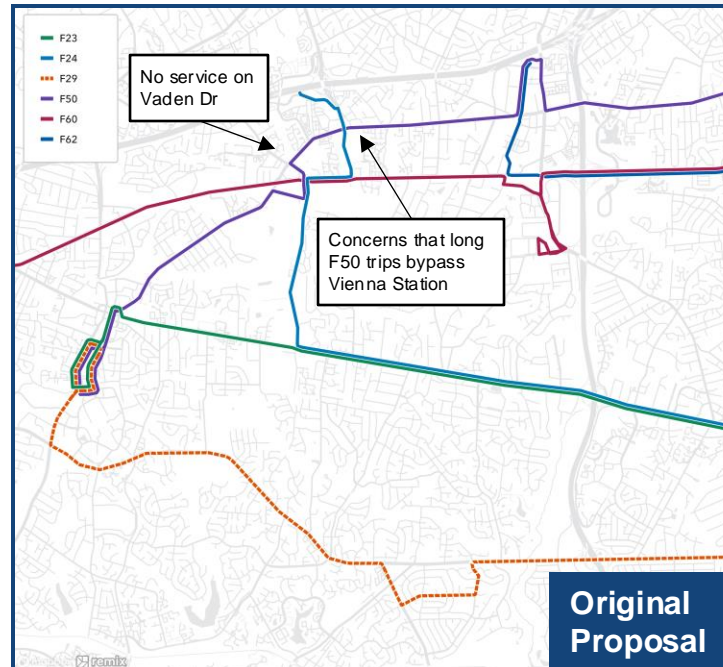 F23
F24
F29
F50
F60
F62
No service on
Vaden Dr
Concerns that long
F50 trips bypass
Vienna Station
Original
Proposal
remix